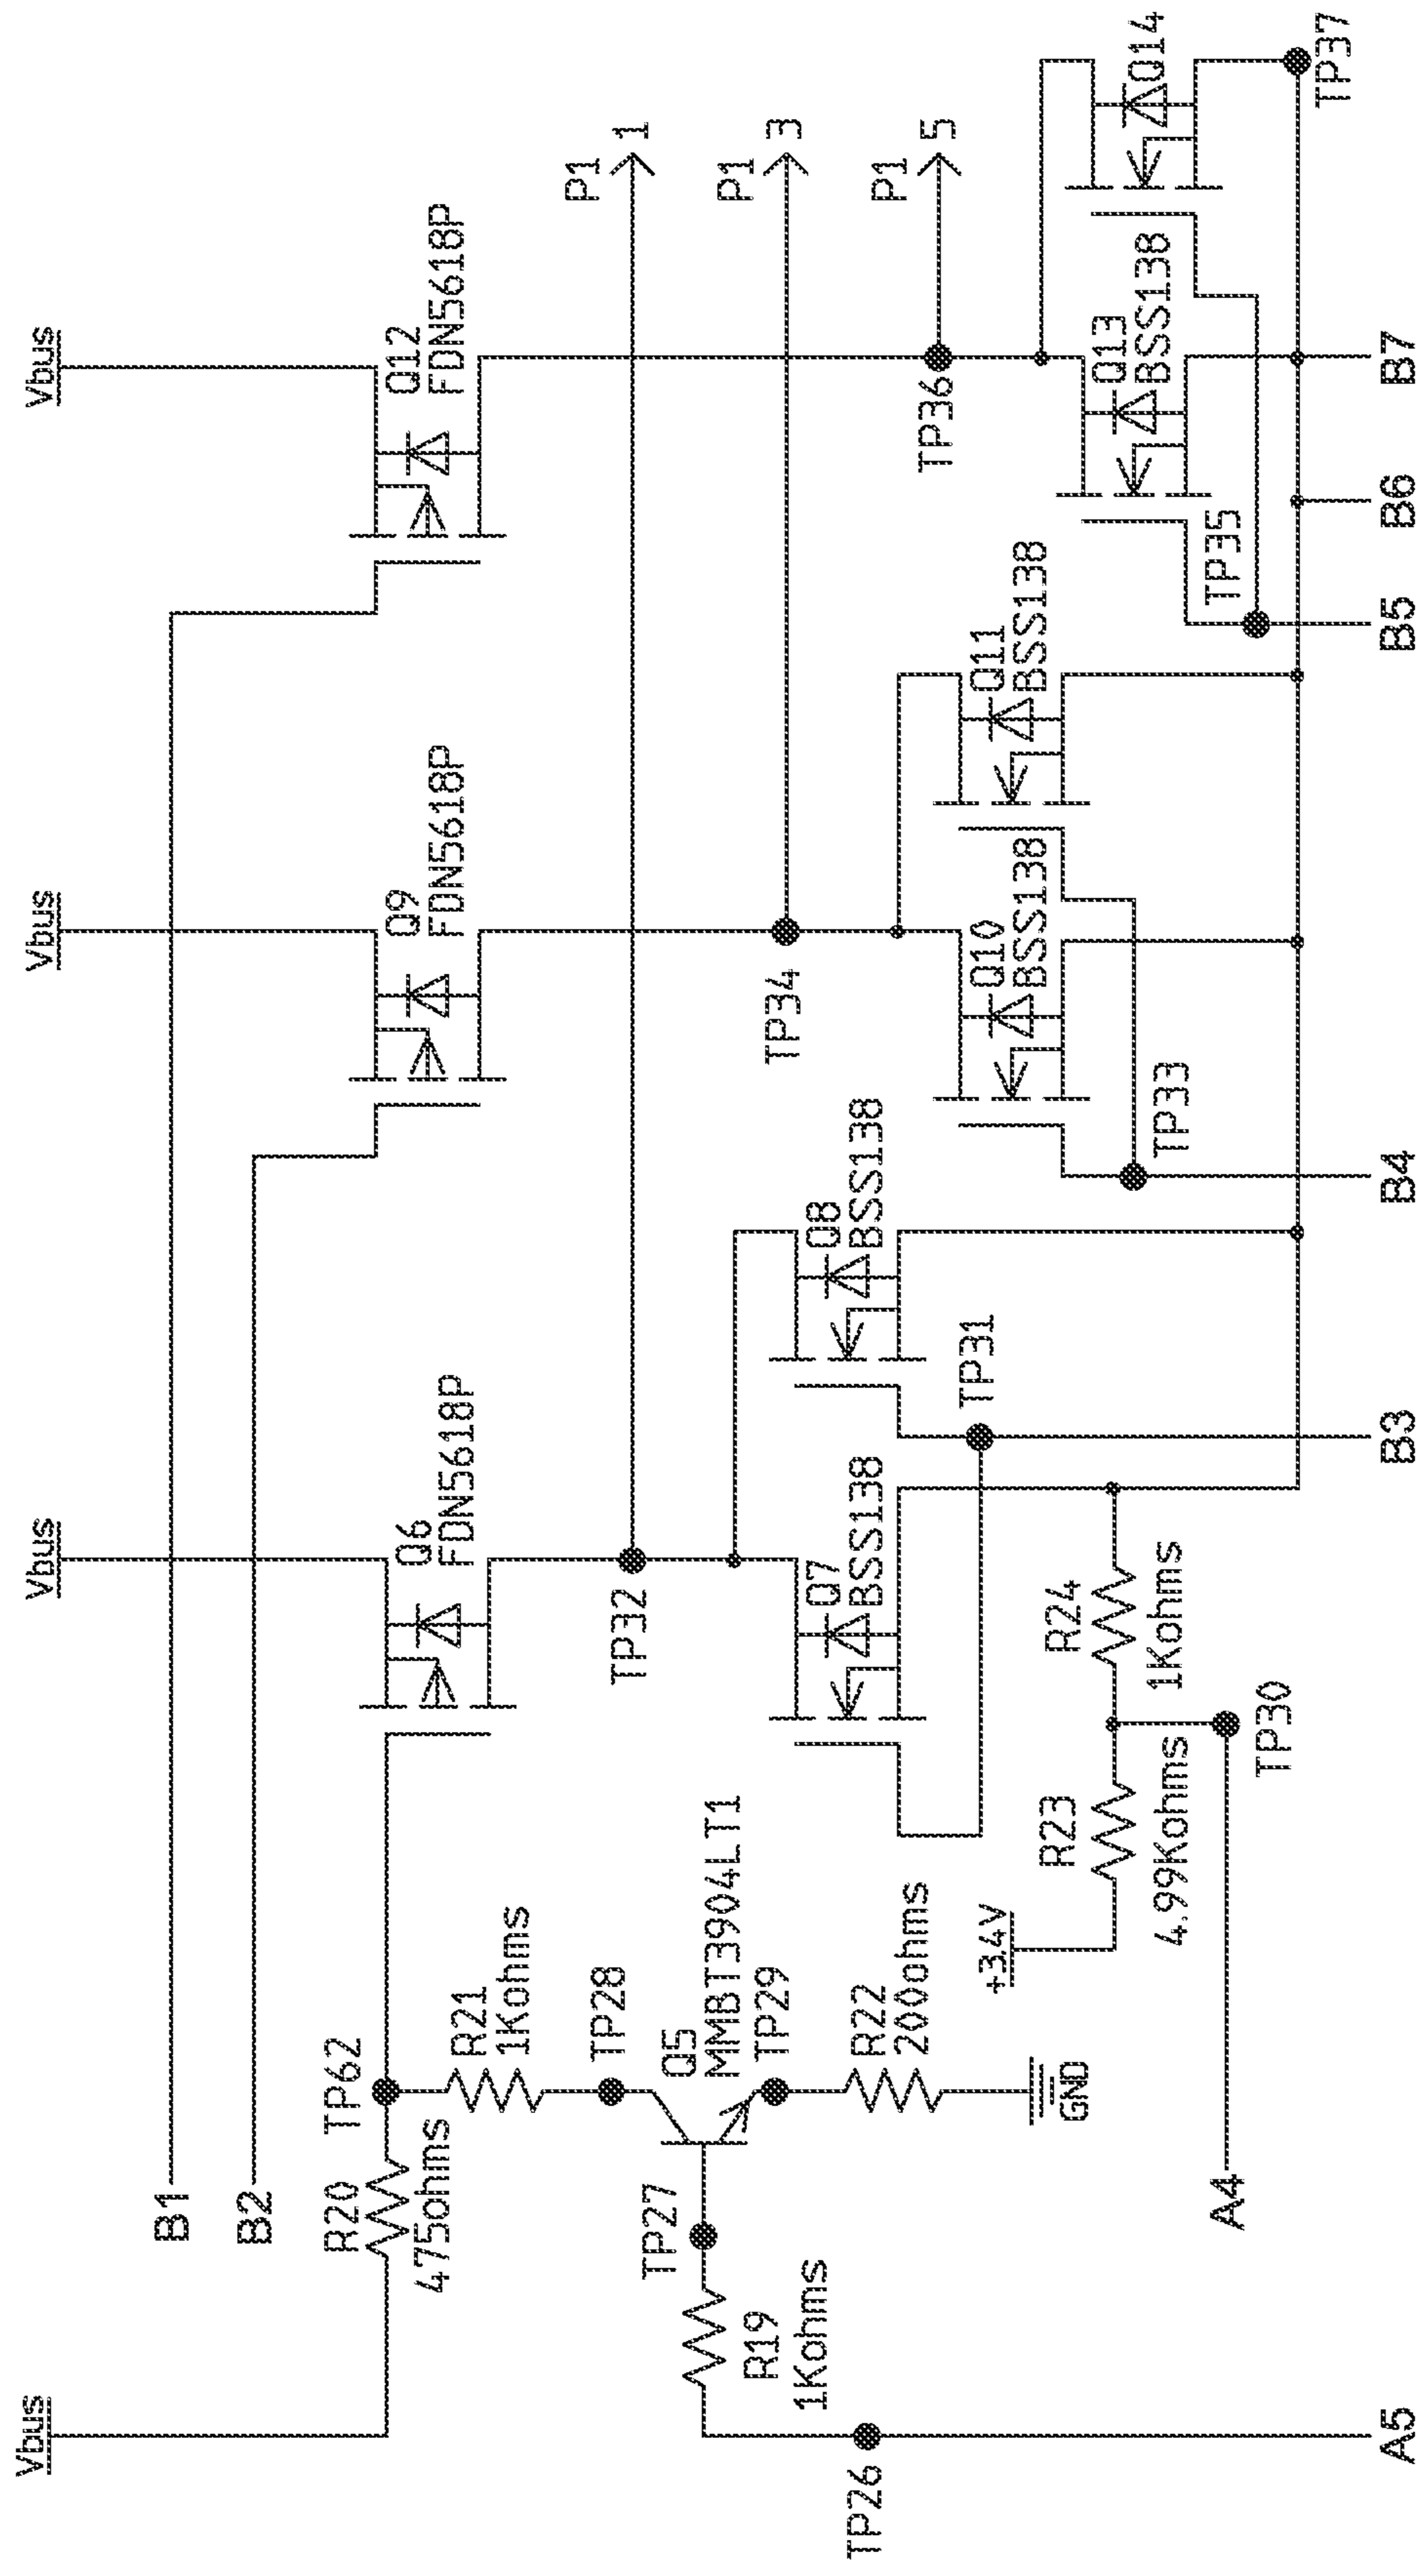 Vbus
Vbus
Vbus
Vbus
B1
B2
R20
475ohms
TP62
R21
1Kohms
TP28
Q5
MMBT3904LT1
TP29
R22
200ohms
GND
TP27
R19
1Kohms
TP26
A5
A4
Q6
FDN5618P
Q9
FDN5618P
Q12
FDN5618P
P1
1
P1
3
P1
5
TP32
Q7
BSS138
Q8
BSS138
TP31
B3
+3.4V
R23
4.99Kohms
R24
1Kohms
TP30
TP34
Q10
BSS138
Q11
BSS138
TP33
B4
TP36
Q13
BSS138
Q14
TP35
TP37
B5
B6
B7